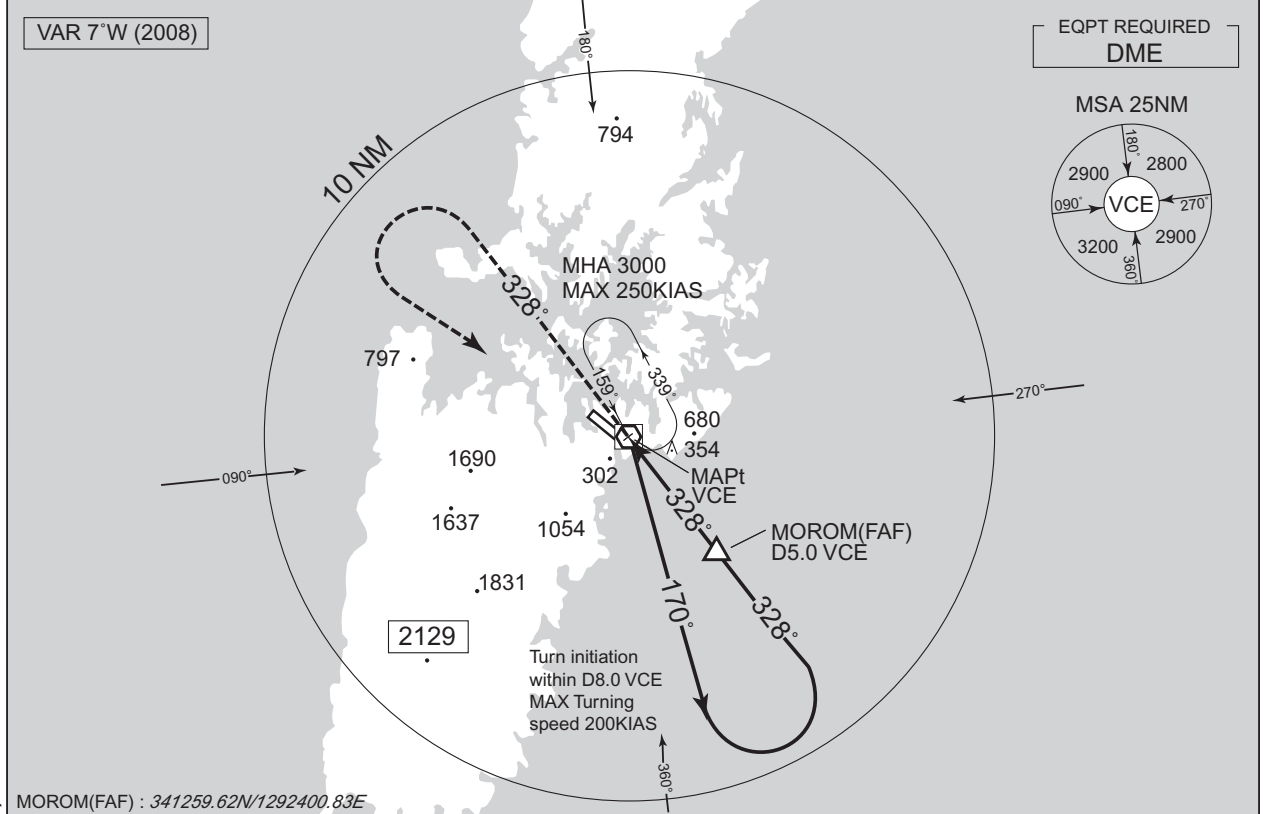 VAR 7°W (2008)
EQPT REQUIRED
DME
MSA 25NM
180°
2900
2800
090°
VCE
270°
3200
2900
360°
180°
794
10 NM
MHA 3000
MAX 250KIAS
328°
797
159°
339°
270°
680
354
090°
1690
302
MAPt
VCE
1637
1054
328°
MOROM(FAF)
D5.0 VCE
1831
170°
328°
2129
Turn initiation
within D8.0 VCE
MAX Turning
speed 200KIAS
360°
MOROM(FAF) : 341259.62N/1292400.83E